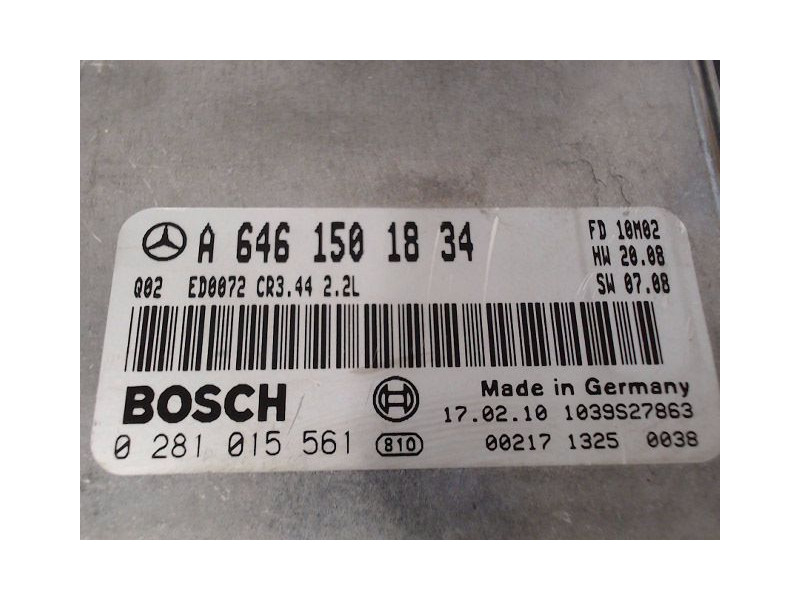 A 646 150 18 34
FD 10M02
HW 20.08
SW 07.08
Q02 ED0072 CR3.44 2.2L
BOSCH
Made in Germany
17.02.10 1039S27863
0 281 015 561 810 00217 1325 0038